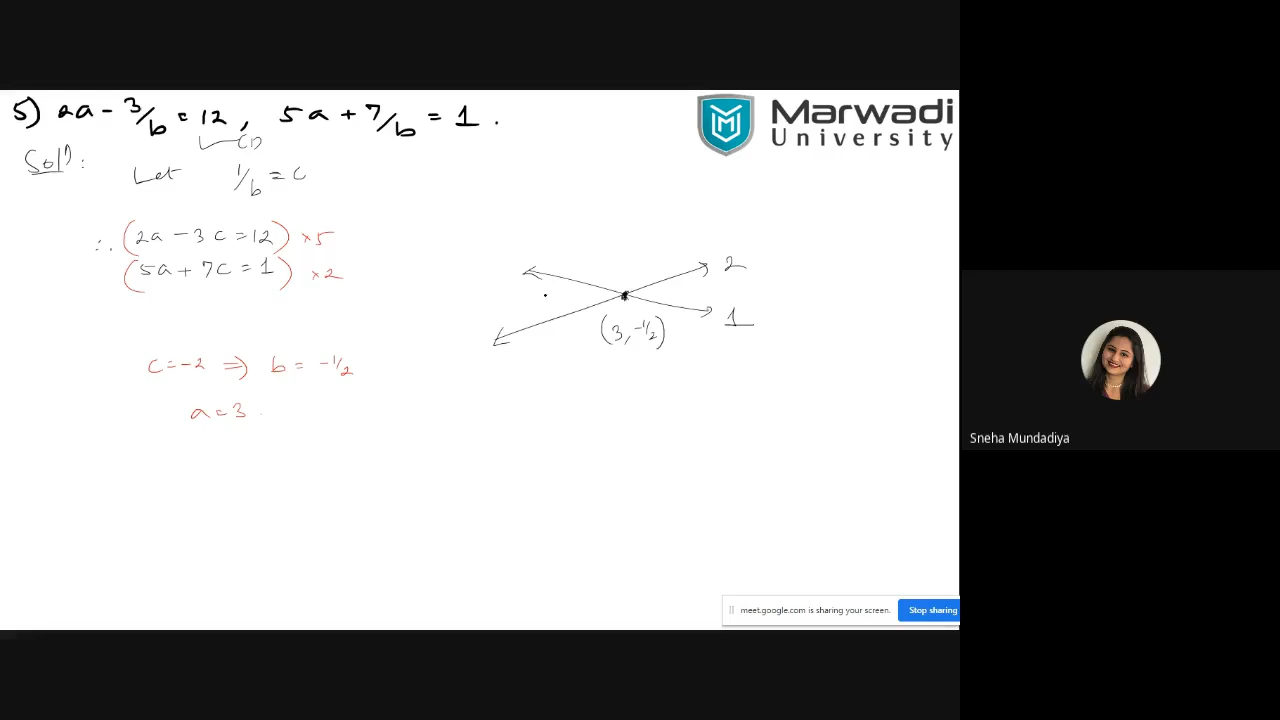 5) 2a - 3/b = 12, 5a + 7/b = 1.
(1)
Solⁿ:
Let 1/b = c
∴ (2a - 3c = 12) ×5
(5a + 7c = 1) ×2
c = -2 ⇒ b = -1/2
a = 3
2
1
(3, -1/2)
Marwadi
University
Sneha Mundadiya
meet.google.com is sharing your screen.
Stop sharing